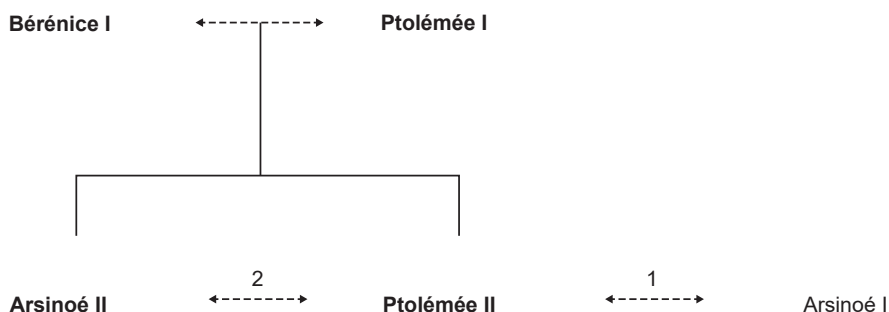 Bérénice I Ptolémée I
2 1
Arsinoé II Ptolémée II Arsinoé I